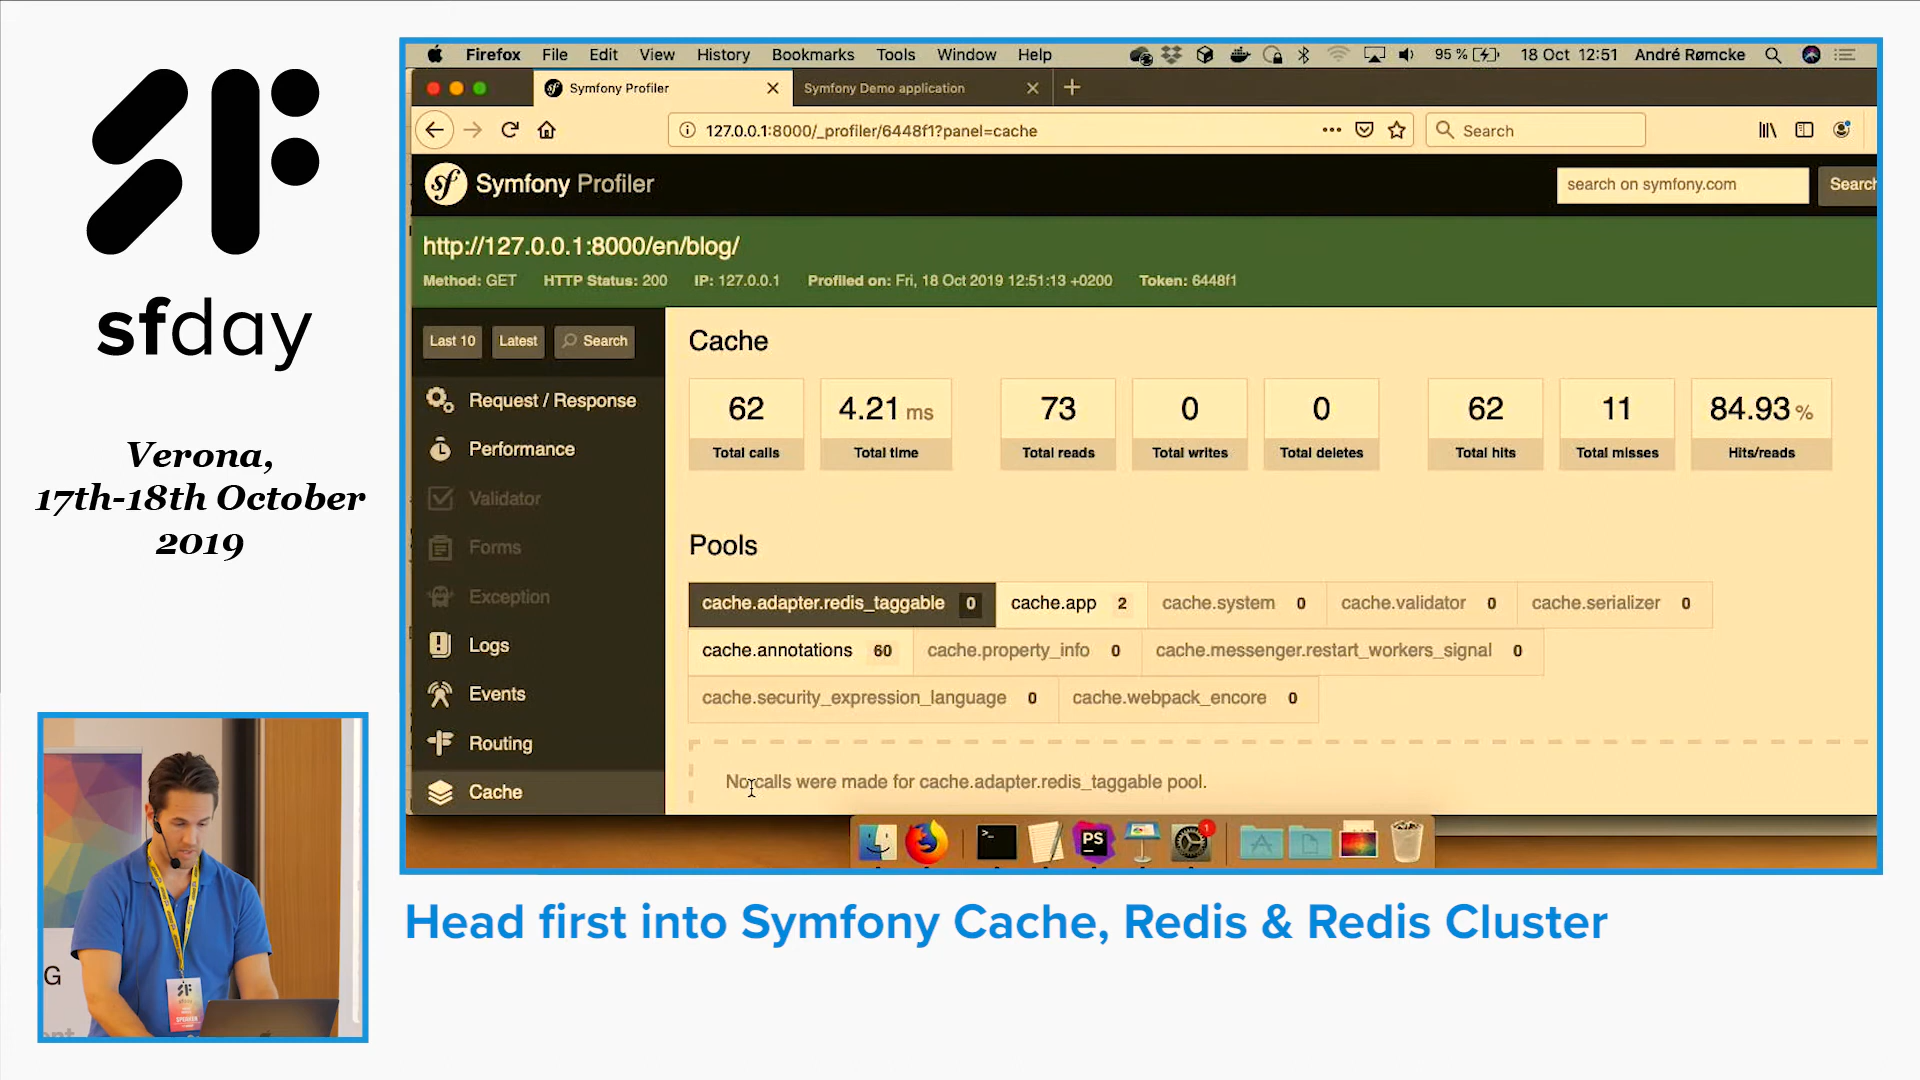 sfday
Verona,
17th-18th October
2019
Firefox File Edit View History Bookmarks Tools Window Help 95 % 18 Oct 12:51 André Rømcke
Symfony Profiler Symfony Demo application
127.0.0.1:8000/_profiler/6448f1?panel=cache Search
sf Symfony Profiler search on symfony.com Search
http://127.0.0.1:8000/en/blog/
Method: GET HTTP Status: 200 IP: 127.0.0.1 Profiled on: Fri, 18 Oct 2019 12:51:13 +0200 Token: 6448f1
Last 10 Latest Search
Request / Response
Performance
Validator
Forms
Exception
Logs
Events
Routing
Cache
Cache
62 4.21 ms 73 0 0 62 11 84.93 %
Total calls Total time Total reads Total writes Total deletes Total hits Total misses Hits/reads
Pools
cache.adapter.redis_taggable 0 cache.app 2 cache.system 0 cache.validator 0 cache.serializer 0
cache.annotations 60 cache.property_info 0 cache.messenger.restart_workers_signal 0
cache.security_expression_language 0 cache.webpack_encore 0
No calls were made for cache.adapter.redis_taggable pool.
PS
1
G
SPEAKER
Head first into Symfony Cache, Redis & Redis Cluster